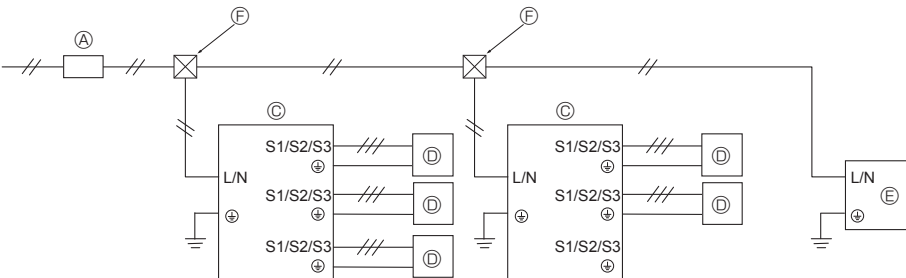 Ⓕ Ⓕ
Ⓐ
Ⓒ Ⓒ
S1/S2/S3 Ⓓ S1/S2/S3 Ⓓ
L/N L/N L/N
S1/S2/S3 Ⓓ S1/S2/S3 Ⓓ Ⓔ
S1/S2/S3 Ⓓ S1/S2/S3